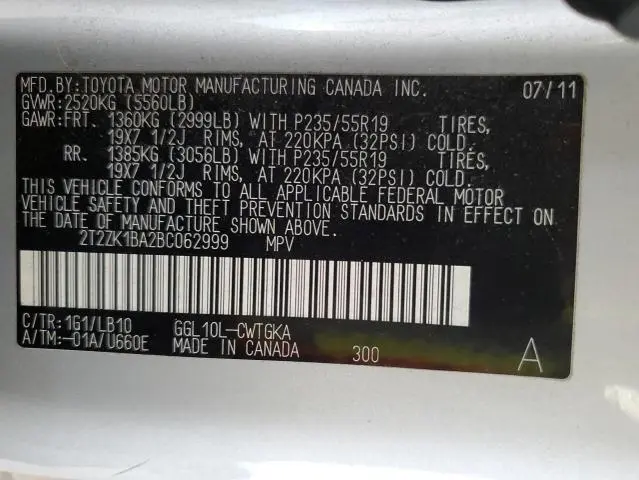 MFD.BY:TOYOTA MOTOR MANUFACTURING CANADA INC. 07/11
GVWR:2520KG (5560LB)
GAWR:FRT. 1360KG (2999LB) WITH P235/55R19 TIRES,
19X7 1/2J RIMS, AT 220KPA (32PSI) COLD.
RR. 1385KG (3056LB) WITH P235/55R19 TIRES,
19X7 1/2J RIMS, AT 220KPA (32PSI) COLD.
THIS VEHICLE CONFORMS TO ALL APPLICABLE FEDERAL MOTOR
VEHICLE SAFETY AND THEFT PREVENTION STANDARDS IN EFFECT ON
THE DATE OF MANUFACTURE SHOWN ABOVE.
2T2ZK1BA2BC062999 MPV
C/TR:1G1/LB10 GGL10L-CWTGKA
A/TM:-01A/U660E MADE IN CANADA 300 A